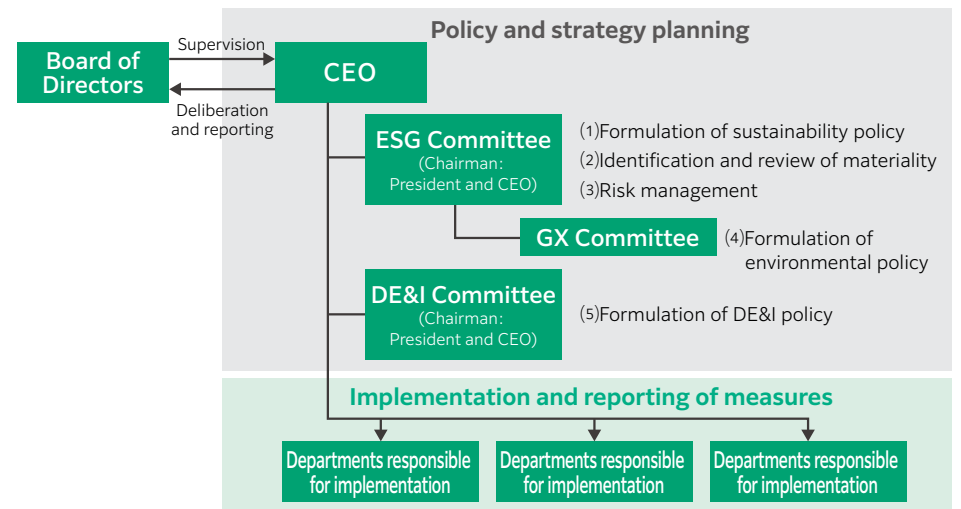 Policy and strategy planning
Board of
Directors
Supervision
Deliberation
and reporting
CEO
ESG Committee
(Chairman:
President and CEO)
(1)Formulation of sustainability policy
(2)Identification and review of materiality
(3)Risk management
GX Committee
(4)Formulation of
environmental policy
DE&I Committee
(Chairman:
President and CEO)
(5)Formulation of DE&I policy
Implementation and reporting of measures
Departments responsible
for implementation
Departments responsible
for implementation
Departments responsible
for implementation